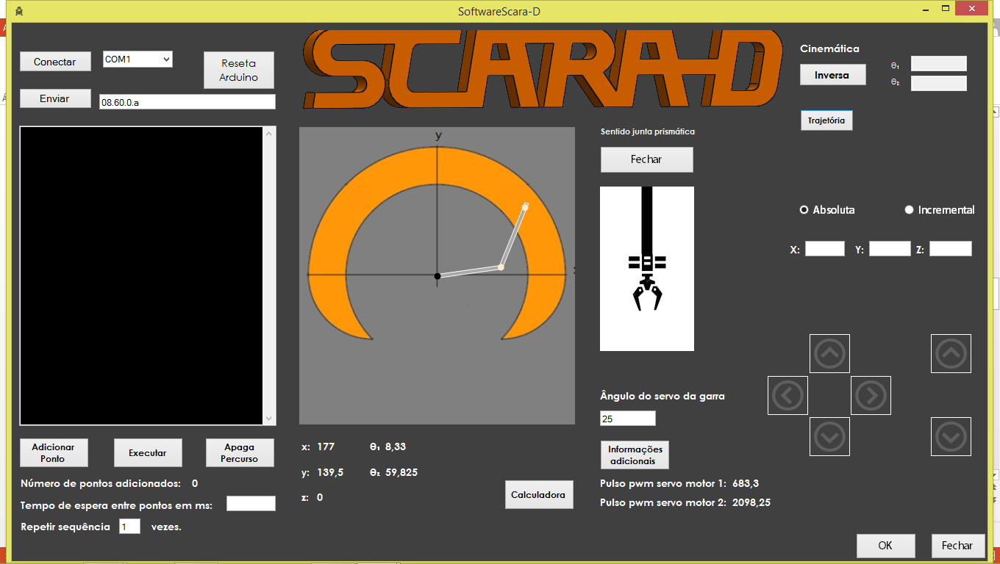 SoftwareScara-D
SCARA-D
Conectar
COM1
Reseta
Arduino
Enviar
08.60.0.a
Cinemática
Inversa
θ₁
θ₂
Trajetória
y
Sentido junta prismática
Fechar
Absoluta
Incremental
X:
Y:
Z:
Ângulo do servo da garra
25
Adicionar
Ponto
Executar
Apaga
Percurso
x: 177
θ₁ 8,33
y: 139,5
θ₂ 59,825
z: 0
Calculadora
Informações
adicionais
Número de pontos adicionados: 0
Tempo de espera entre pontos em ms:
Repetir sequência 1 vezes.
Pulso pwm servo motor 1: 683,3
Pulso pwm servo motor 2: 2098,25
OK
Fechar